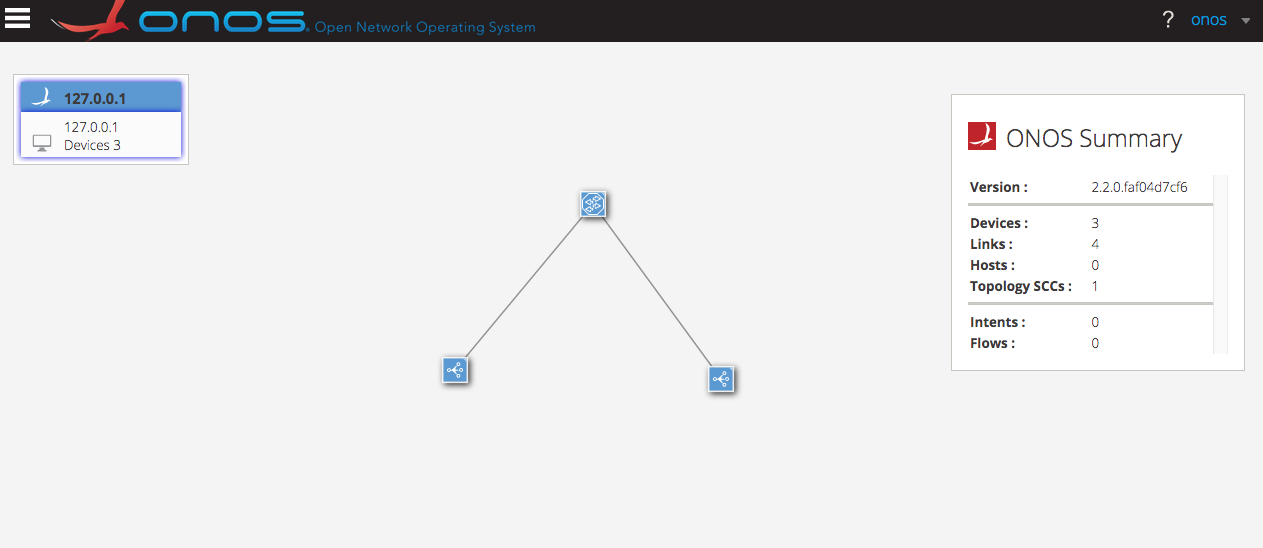 ONOS Open Network Operating System
? onos
127.0.0.1
127.0.0.1
Devices 3
ONOS Summary
Version : 2.2.0.faf04d7cf6
Devices : 3
Links : 4
Hosts : 0
Topology SCCs : 1
Intents : 0
Flows : 0